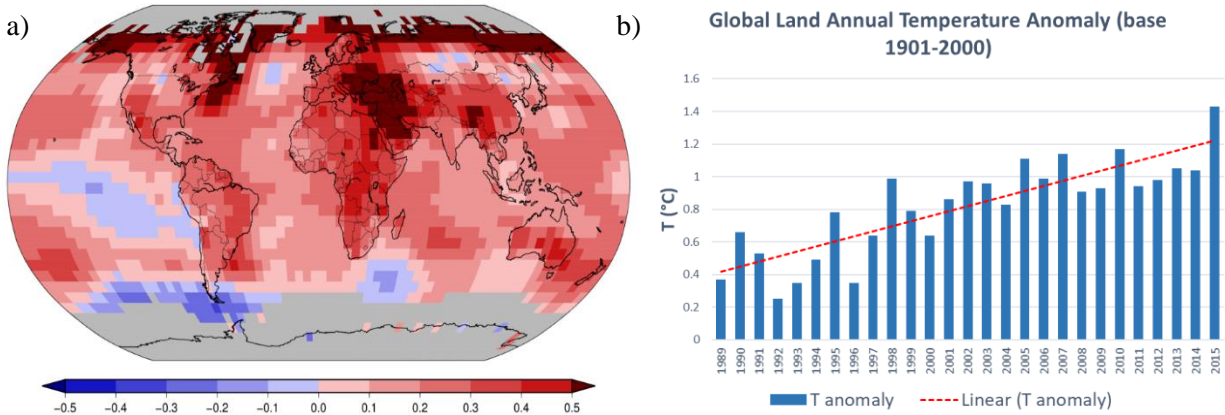 a)
−0.5 −0.4 −0.3 −0.2 −0.1 0.0 0.1 0.2 0.3 0.4 0.5
b)
Global Land Annual Temperature Anomaly (base
1901-2000)
T (°C)
1.6
1.4
1.2
1
0.8
0.6
0.4
0.2
0
1989 1990 1991 1992 1993 1994 1995 1996 1997 1998 1999 2000 2001 2002 2003 2004 2005 2006 2007 2008 2009 2010 2011 2012 2013 2014 2015
T anomaly Linear (T anomaly)